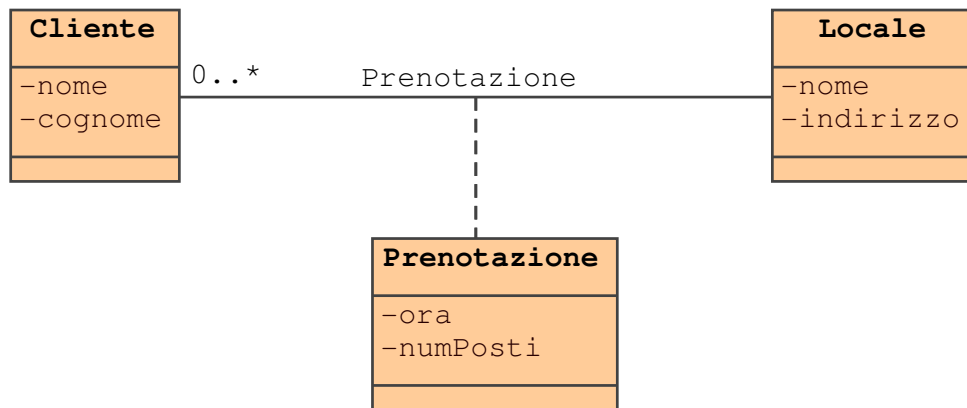 Cliente
-nome
-cognome
0..*
Prenotazione
Locale
-nome
-indirizzo
Prenotazione
-ora
-numPosti